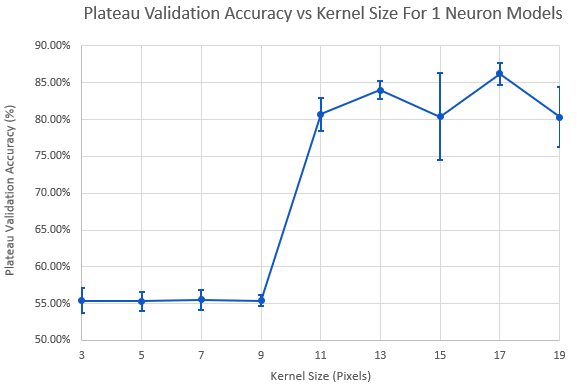 Plateau Validation Accuracy vs Kernel Size For 1 Neuron Models
90.00%
85.00%
80.00%
75.00%
70.00%
65.00%
60.00%
55.00%
50.00%
Plateau Validation Accuracy (%)
3 5 7 9 11 13 15 17 19
Kernel Size (Pixels)